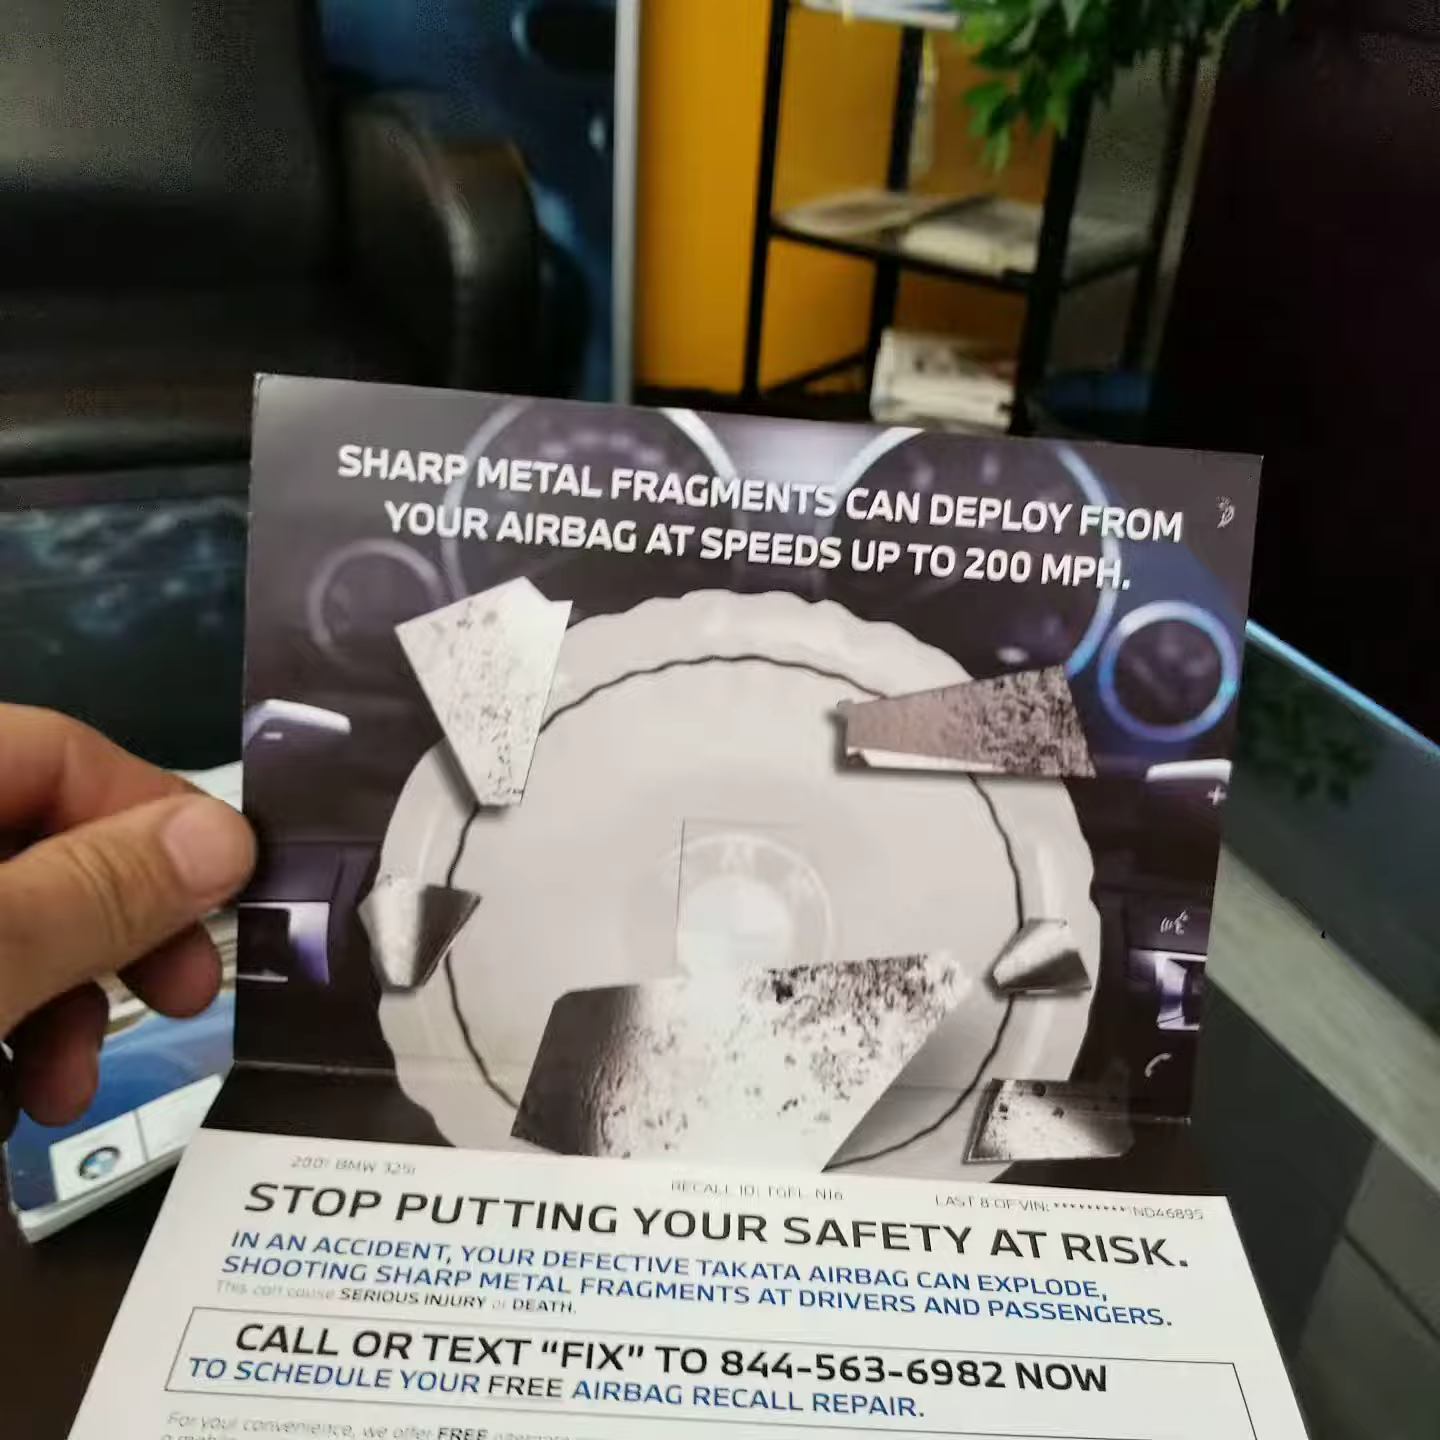 SHARP METAL FRAGMENTS CAN DEPLOY FROM
YOUR AIRBAG AT SPEEDS UP TO 200 MPH.
BMW 325i
RECALL ID:
LAST 8 OF VIN: *********ND46895
STOP PUTTING YOUR SAFETY AT RISK.
IN AN ACCIDENT, YOUR DEFECTIVE TAKATA AIRBAG CAN EXPLODE,
SHOOTING SHARP METAL FRAGMENTS AT DRIVERS AND PASSENGERS.
This can cause SERIOUS INJURY or DEATH.
CALL OR TEXT "FIX" TO 844-563-6982 NOW
TO SCHEDULE YOUR FREE AIRBAG RECALL REPAIR.
For your convenience, we offer FREE